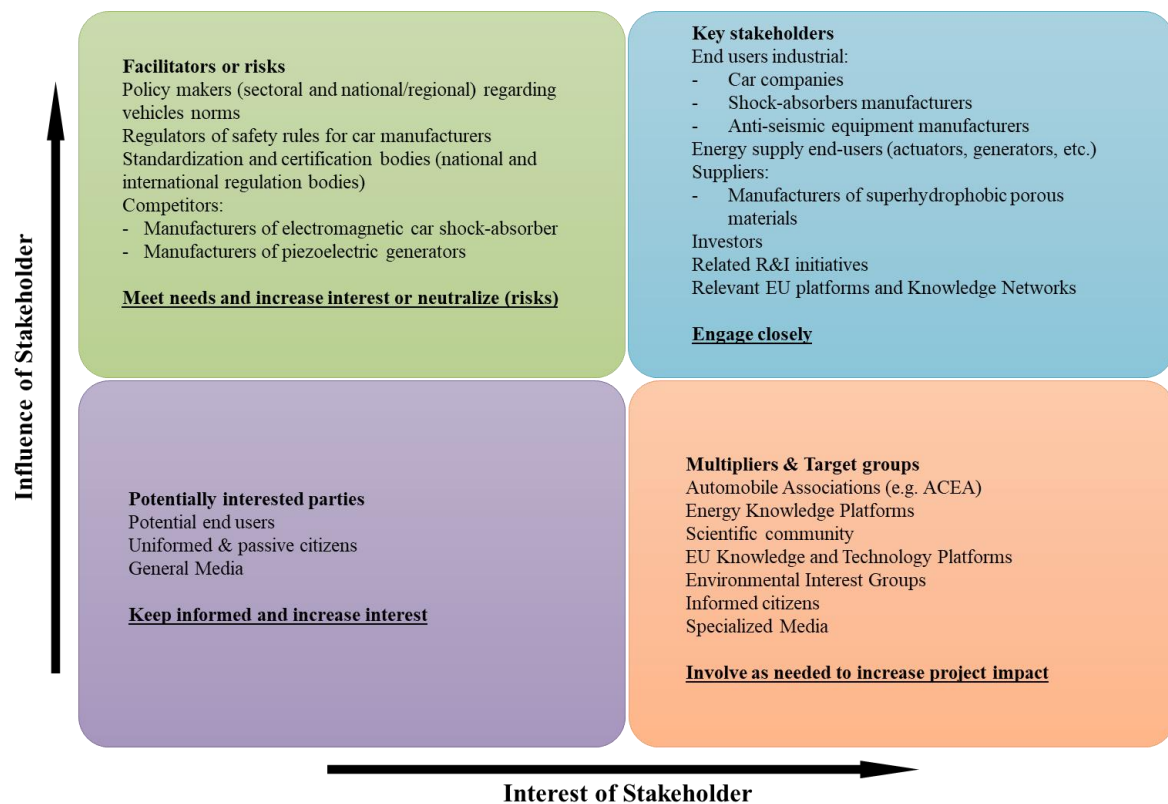 Influence of Stakeholder
Facilitators or risks
Policy makers (sectoral and national/regional) regarding
vehicles norms
Regulators of safety rules for car manufacturers
Standardization and certification bodies (national and
international regulation bodies)
Competitors:
- Manufacturers of electromagnetic car shock-absorber
- Manufacturers of piezoelectric generators
Meet needs and increase interest or neutralize (risks)
Key stakeholders
End users industrial:
- Car companies
- Shock-absorbers manufacturers
- Anti-seismic equipment manufacturers
Energy supply end-users (actuators, generators, etc.)
Suppliers:
- Manufacturers of superhydrophobic porous
materials
Investors
Related R&I initiatives
Relevant EU platforms and Knowledge Networks
Engage closely
Potentially interested parties
Potential end users
Uniformed & passive citizens
General Media
Keep informed and increase interest
Multipliers & Target groups
Automobile Associations (e.g. ACEA)
Energy Knowledge Platforms
Scientific community
EU Knowledge and Technology Platforms
Environmental Interest Groups
Informed citizens
Specialized Media
Involve as needed to increase project impact
Interest of Stakeholder